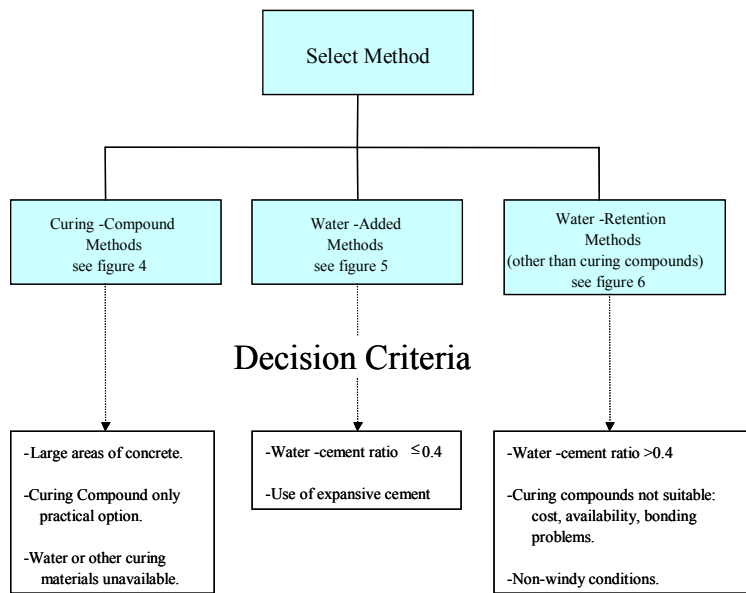 Select Method
Curing -Compound
Methods
see figure 4
Water -Added
Methods
see figure 5
Water -Retention
Methods
(other than curing compounds)
see figure 6
Decision Criteria
-Large areas of concrete.
-Curing Compound only
practical option.
-Water or other curing
materials unavailable.
-Water -cement ratio ≤0.4
-Use of expansive cement
-Water -cement ratio >0.4
-Curing compounds not suitable:
cost, availability, bonding
problems.
-Non-windy conditions.